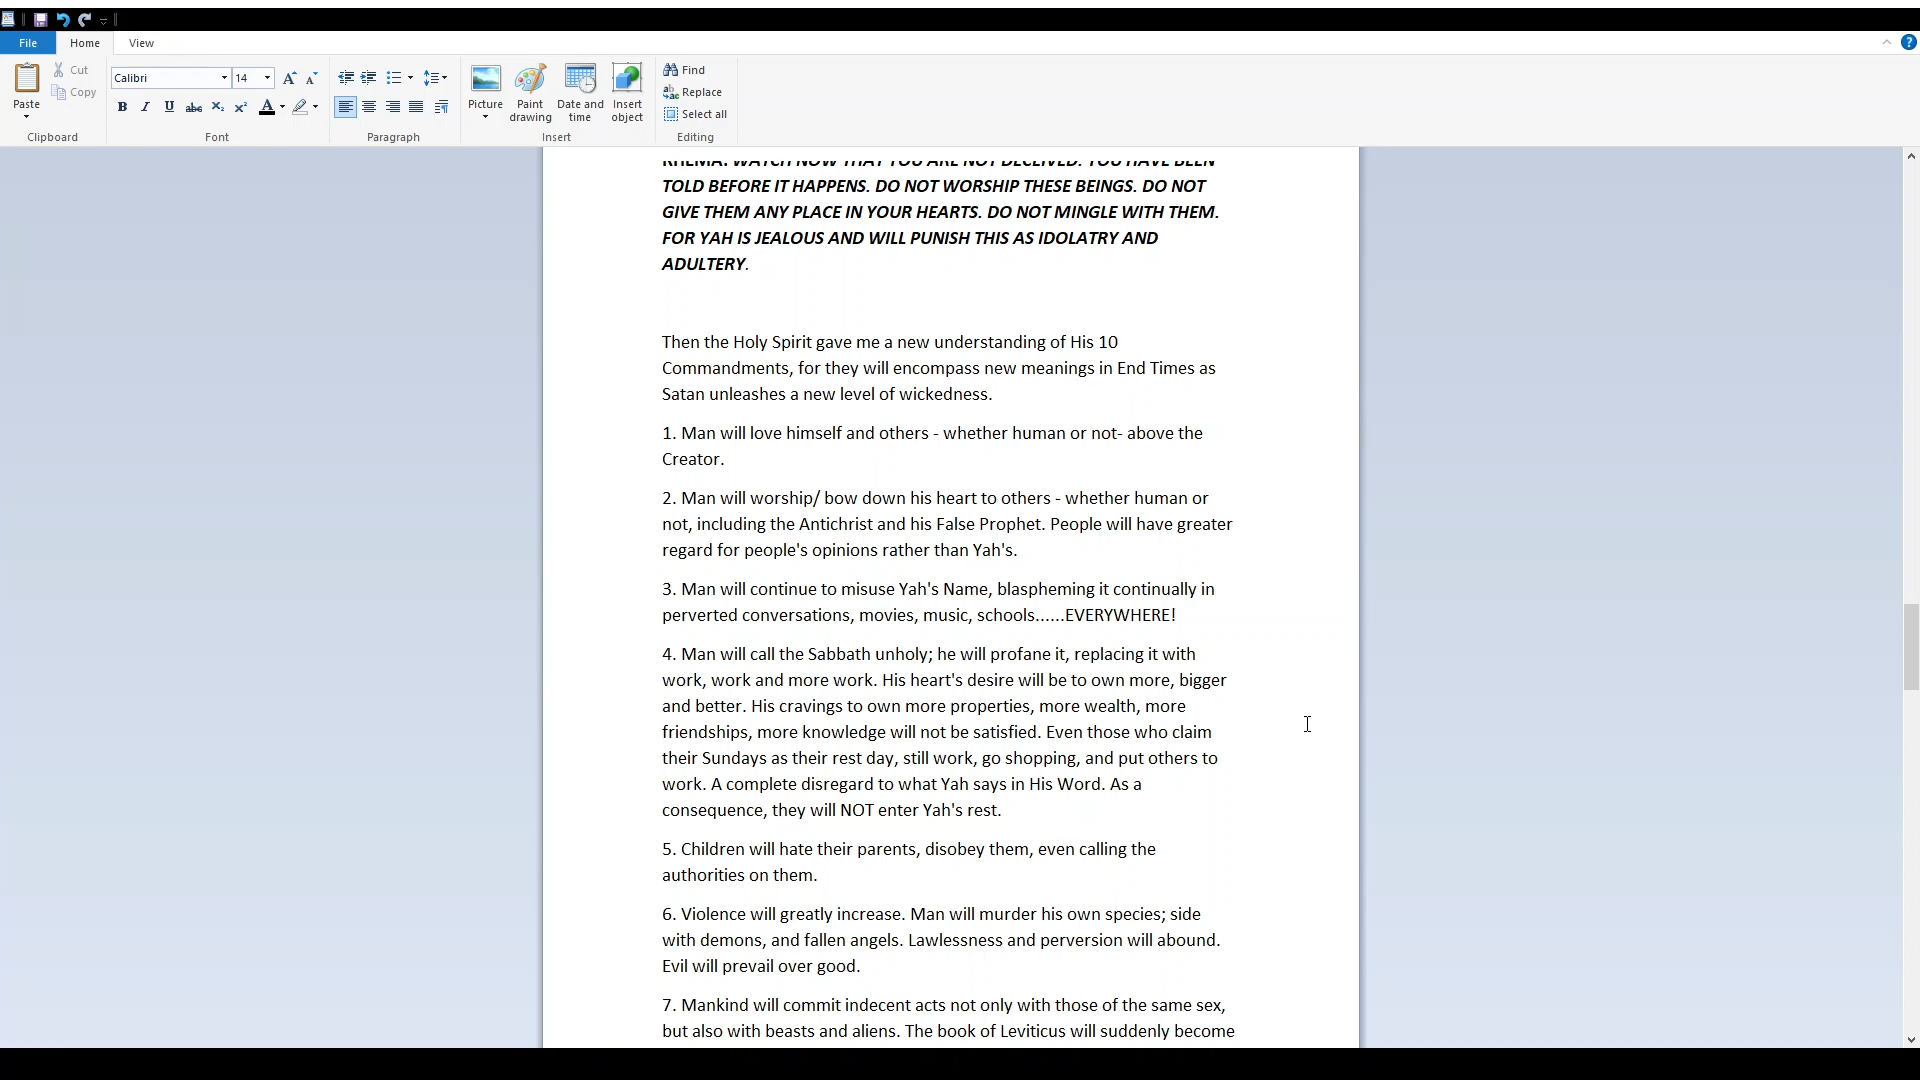 File
Home
View
Paste
Cut
Copy
Clipboard
Calibri
14
Font
Paragraph
Picture
Paint
drawing
Date and
time
Insert
object
Insert
Find
Replace
Select all
Editing
RHEMA: WATCH NOW THAT YOU ARE NOT DECEIVED. YOU HAVE BEEN
TOLD BEFORE IT HAPPENS. DO NOT WORSHIP THESE BEINGS. DO NOT
GIVE THEM ANY PLACE IN YOUR HEARTS. DO NOT MINGLE WITH THEM.
FOR YAH IS JEALOUS AND WILL PUNISH THIS AS IDOLATRY AND
ADULTERY.
Then the Holy Spirit gave me a new understanding of His 10
Commandments, for they will encompass new meanings in End Times as
Satan unleashes a new level of wickedness.
1. Man will love himself and others - whether human or not- above the
Creator.
2. Man will worship/ bow down his heart to others - whether human or
not, including the Antichrist and his False Prophet. People will have greater
regard for people's opinions rather than Yah's.
3. Man will continue to misuse Yah's Name, blaspheming it continually in
perverted conversations, movies, music, schools......EVERYWHERE!
4. Man will call the Sabbath unholy; he will profane it, replacing it with
work, work and more work. His heart's desire will be to own more, bigger
and better. His cravings to own more properties, more wealth, more
friendships, more knowledge will not be satisfied. Even those who claim
their Sundays as their rest day, still work, go shopping, and put others to
work. A complete disregard to what Yah says in His Word. As a
consequence, they will NOT enter Yah's rest.
5. Children will hate their parents, disobey them, even calling the
authorities on them.
6. Violence will greatly increase. Man will murder his own species; side
with demons, and fallen angels. Lawlessness and perversion will abound.
Evil will prevail over good.
7. Mankind will commit indecent acts not only with those of the same sex,
but also with beasts and aliens. The book of Leviticus will suddenly become